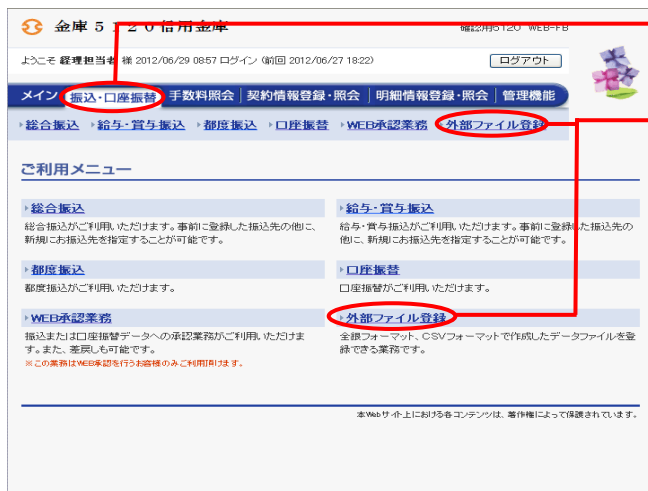 金庫5120信用金庫
確認用5120 WEB-FB
ようこそ 経理担当者 様 2012/06/29 0857 ログイン (前回 2012/06/27 18:22)
ログアウト
メイン 振込・口座振替 手数料照会 契約情報登録・照会 明細情報登録・照会 管理機能
総合振込 給与・賞与振込 都度振込 口座振替 WEB承認業務 外部ファイル登録
ご利用メニュー
総合振込
総合振込がご利用いただけます。事前に登録した振込先の他に、
新規にお振込先を指定することが可能です。
給与・賞与振込
給与・賞与振込がご利用いただけます。事前に登録した振込先の
他に、新規にお振込先を指定することが可能です。
都度振込
都度振込がご利用いただけます。
口座振替
口座振替がご利用いただけます。
WEB承認業務
振込または口座振替データへの承認業務がご利用いただけま
す。また、差戻しも可能です。
※この業務はWEB承認を行うお客様のみご利用頂けます。
外部ファイル登録
全銀フォーマット、CSVフォーマットで作成したデータファイルを登
録できる業務です。
本Webサイト上における各コンテンツは、著作権によって保護されています。